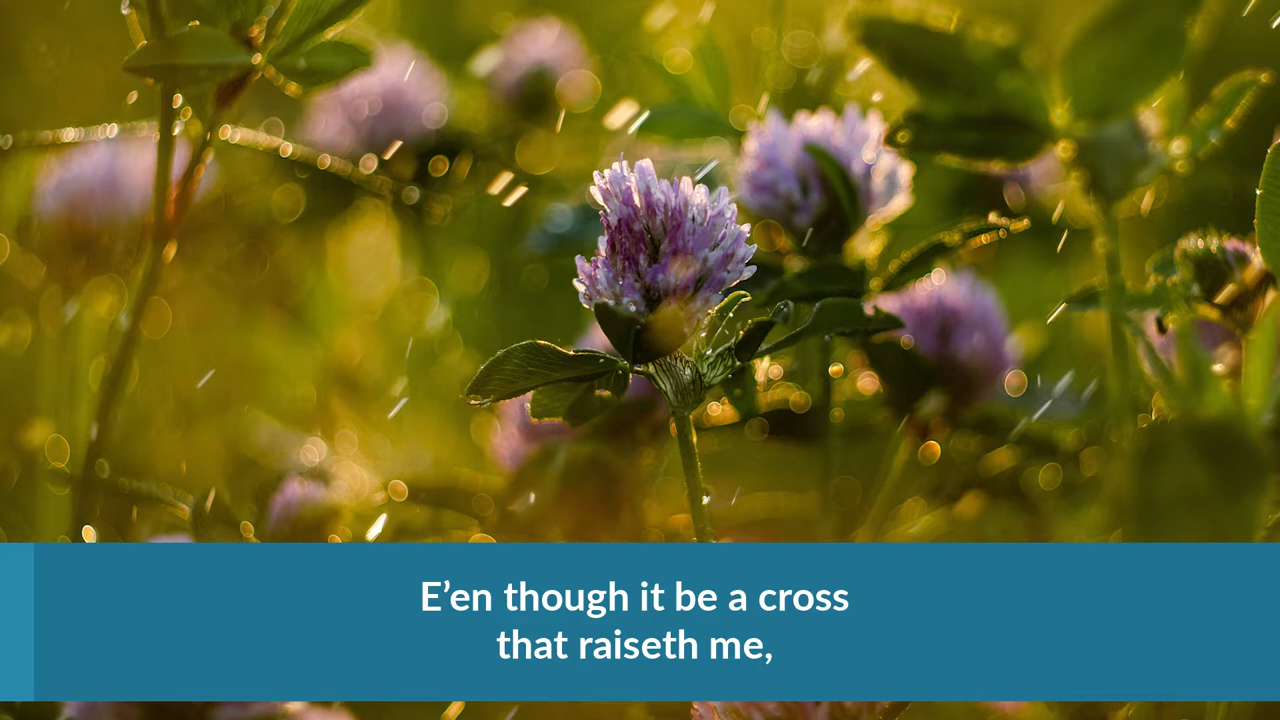 E’en though it be a cross
that raiseth me,